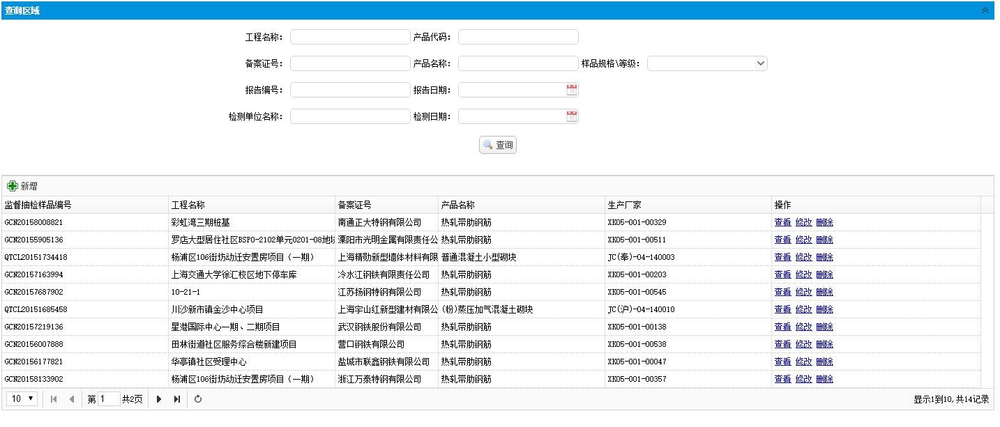 查询区域
工程名称： 产品代码：
备案证号： 产品名称： 样品规格\等级：
报告编号： 报告日期：
检测单位名称： 检测日期：
查询
新增
监督抽检样品编号 工程名称 备案证号 产品名称 生产厂家 操作
GCN20158008821 彩虹湾三期桩基 南通正大特钢有限公司 热轧带肋钢筋 XK05-001-00329 查看 修改 删除
GCN20155905136 罗店大型居住社区BSPO-2102单元0201-08地块 溧阳市光明金属有限责任公 热轧带肋钢筋 XK05-001-00511 查看 修改 删除
QTCL20151734418 杨浦区106街坊动迁安置房项目（一期） 上海精勋新型墙体材料有限 普通混凝土小型砌块 JC(奉)-04-140003 查看 修改 删除
GCN20157163994 上海交通大学徐汇校区地下停车库 冷水江钢铁有限责任公司 热轧带肋钢筋 XK05-001-00203 查看 修改 删除
GCN20157687902 10-21-1 江苏扬钢特钢有限公司 热轧带肋钢筋 XK05-001-00545 查看 修改 删除
QTCL20151685458 川沙新市镇金沙中心项目 上海宇山红新型建材有限公 (粉)蒸压加气混凝土砌块 JC(沪)-04-140010 查看 修改 删除
GCN20157219136 星港国际中心一期、二期项目 武汉钢铁股份有限公司 热轧带肋钢筋 XK05-001-00138 查看 修改 删除
GCN20156007888 田林街道社区服务综合楼新建项目 营口钢铁有限公司 热轧带肋钢筋 XK05-001-00538 查看 修改 删除
GCN20156177821 华亭镇社区受理中心 盐城市联鑫钢铁有限公司 热轧带肋钢筋 XK05-001-00047 查看 修改 删除
GCN20158133902 杨浦区106街坊动迁安置房项目（一期） 浙江万泰特钢有限公司 热轧带肋钢筋 XK05-001-00357 查看 修改 删除
10 第 1 共2页 显示1到10,共14记录